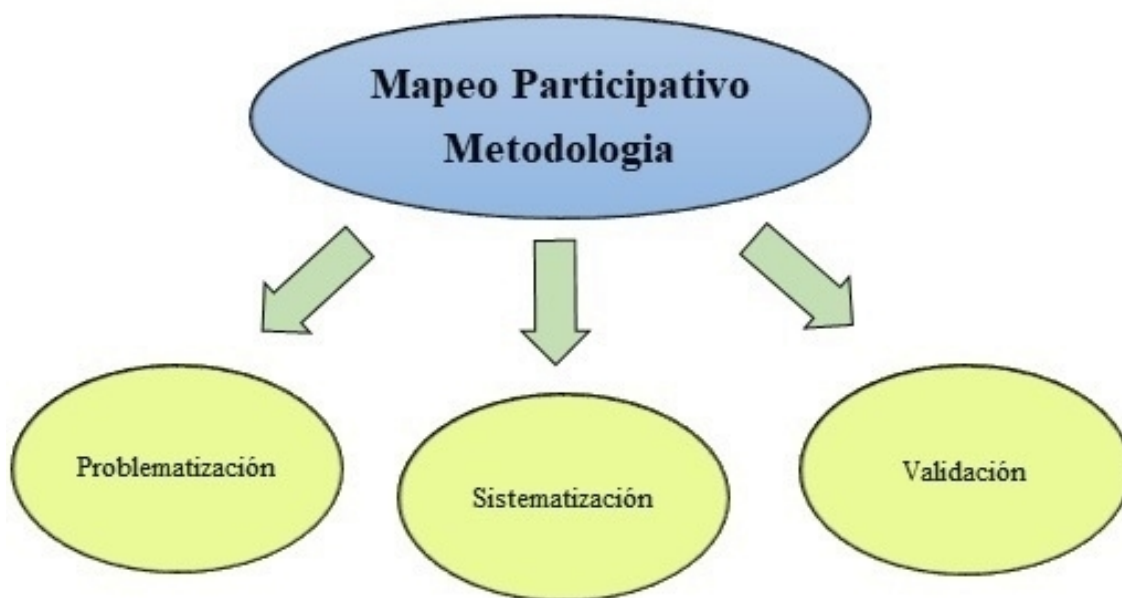 Mapeo Participativo
Metodologia
Problematización
Sistematización
Validación